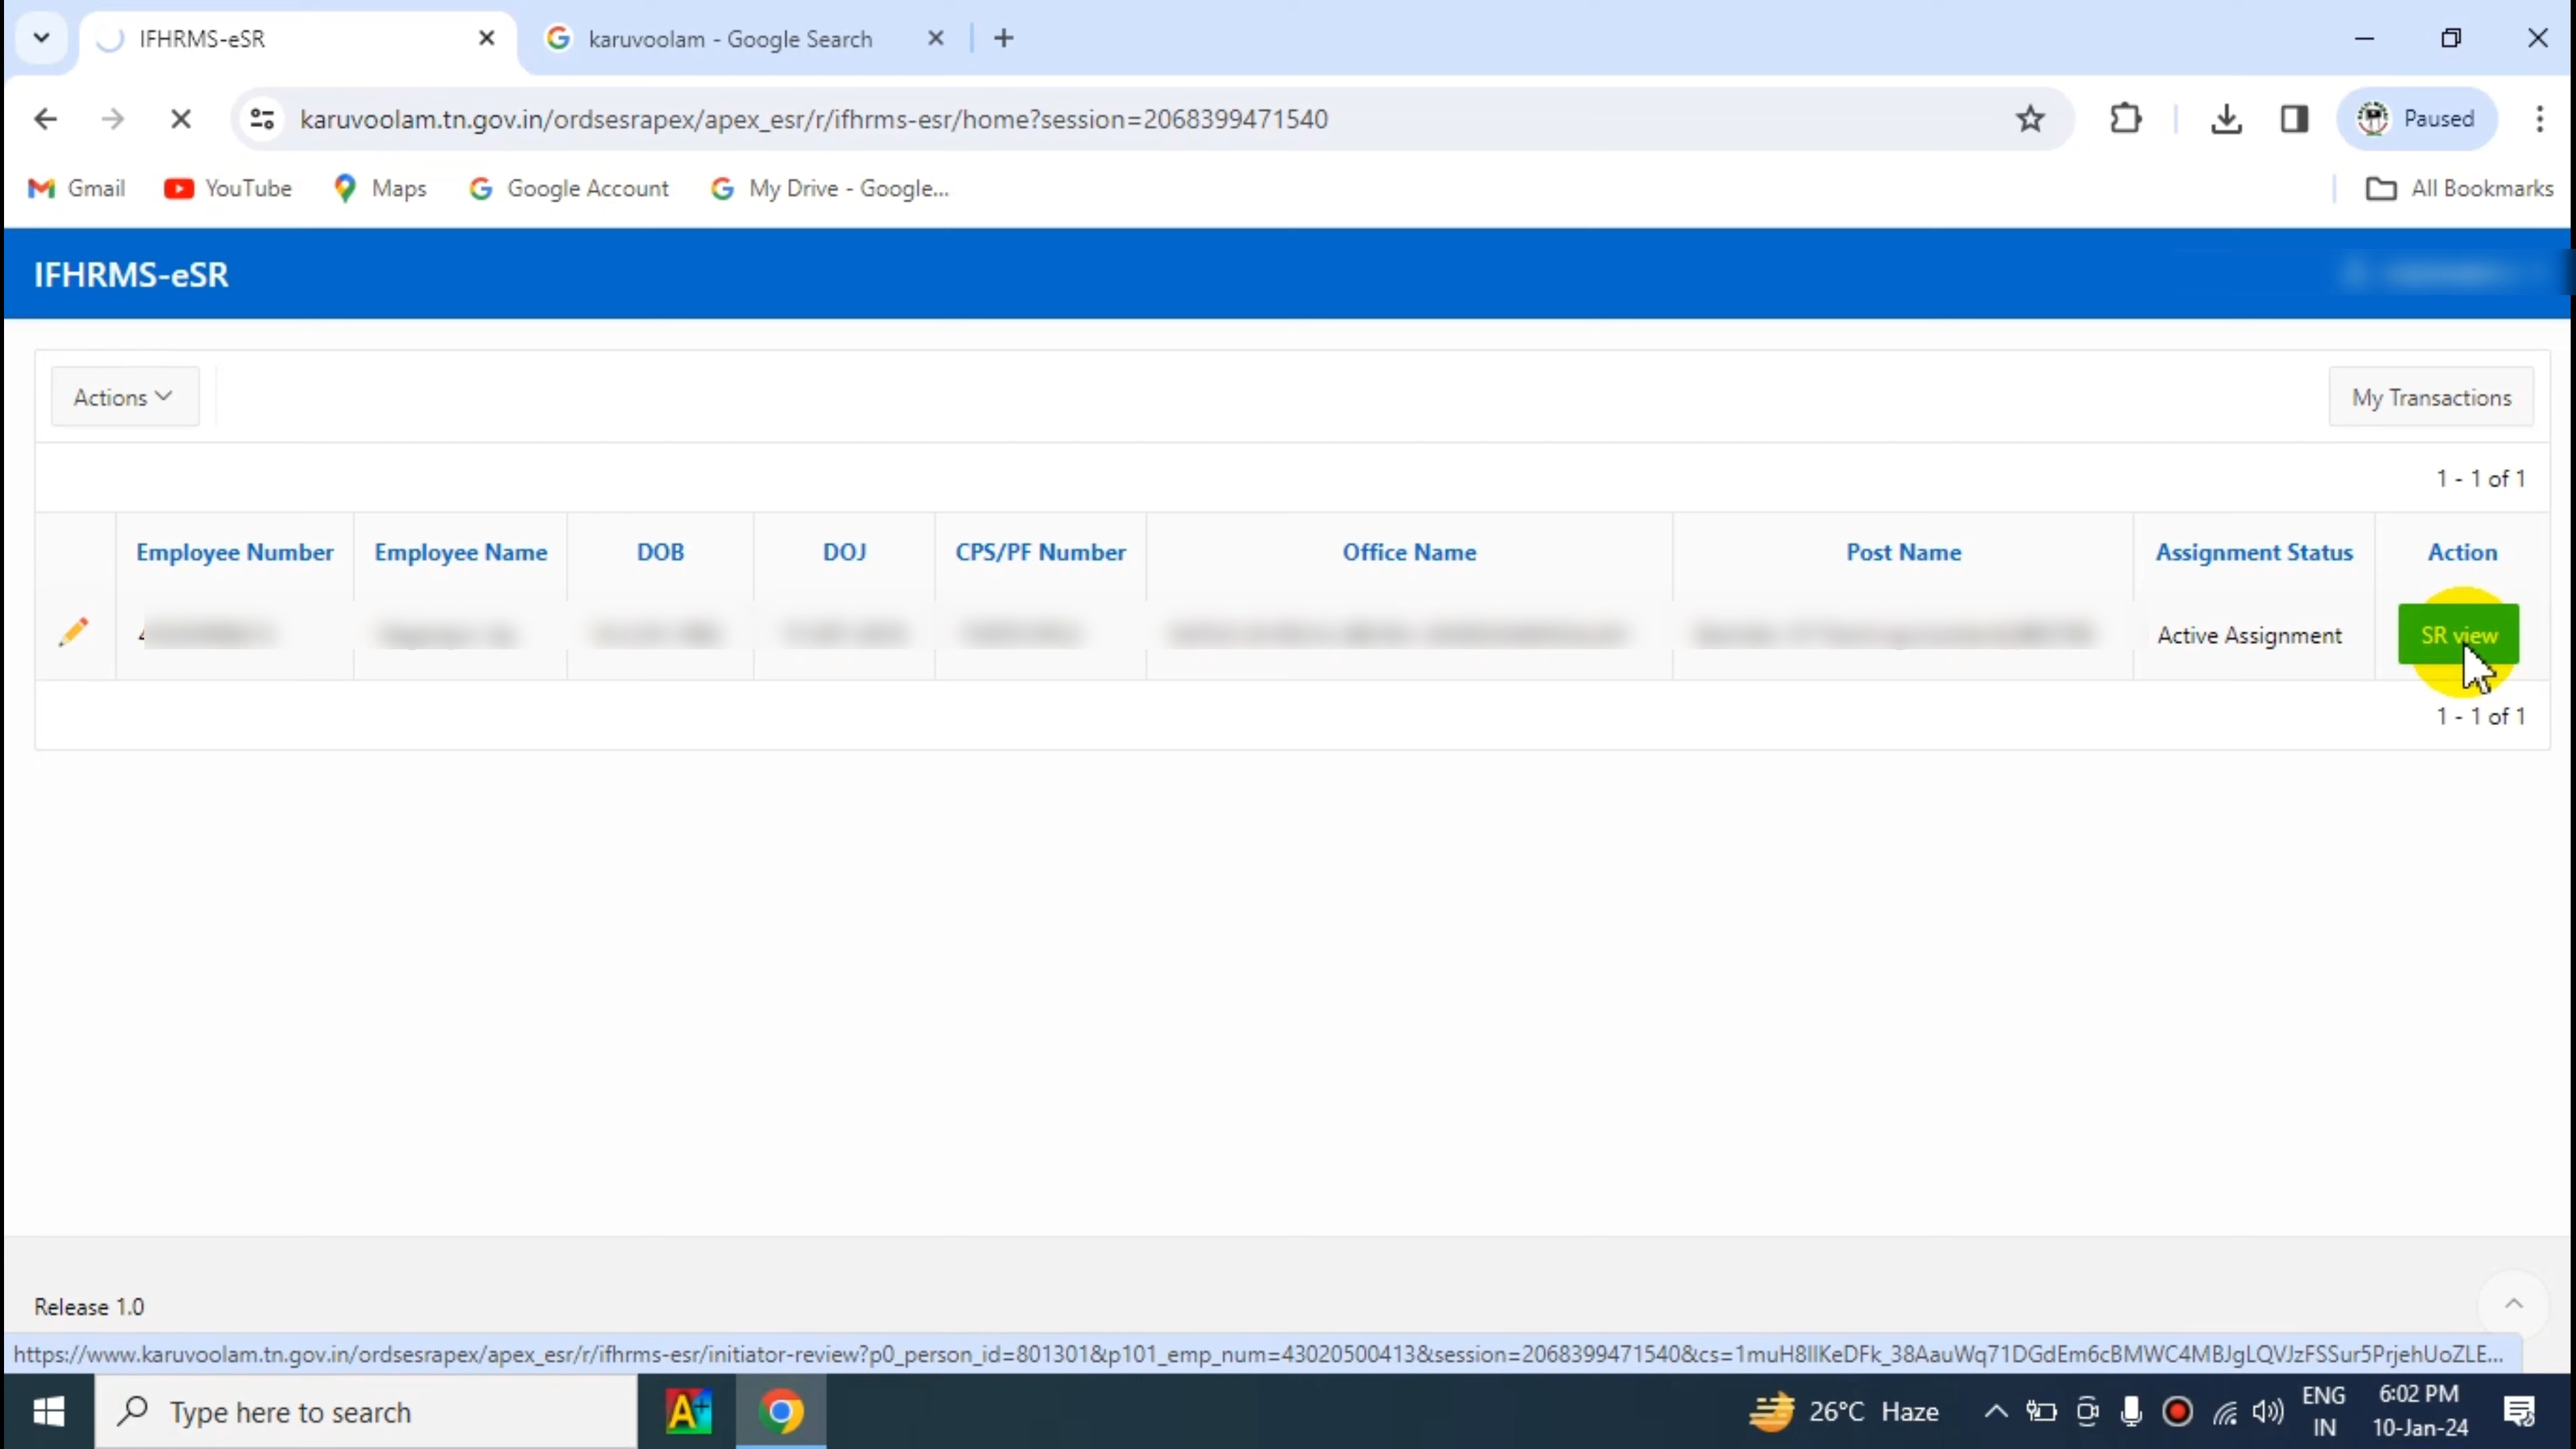 IFHRMS-eSR
karuvoolam - Google Search
karuvoolam.tn.gov.in/ordsesrapex/apex_esr/r/ifhrms-esr/home?session=2068399471540
Paused
Gmail
YouTube
Maps
Google Account
My Drive - Google...
All Bookmarks
IFHRMS-eSR
Actions
My Transactions
1 - 1 of 1
Employee Number Employee Name DOB DOJ CPS/PF Number Office Name Post Name Assignment Status Action
Active Assignment SR view
1 - 1 of 1
Release 1.0
https://www.karuvoolam.tn.gov.in/ordsesrapex/apex_esr/r/ifhrms-esr/initiator-review?p0_person_id=801301&p101_emp_num=43020500413&session=2068399471540&cs=1muH8lIKeDFk_38AauWq71DGdEm6cBMWC4MBJgLQVJzFSSur5PrjehUoZLE...
Type here to search
26°C Haze
ENG
IN
6:02 PM
10-Jan-24